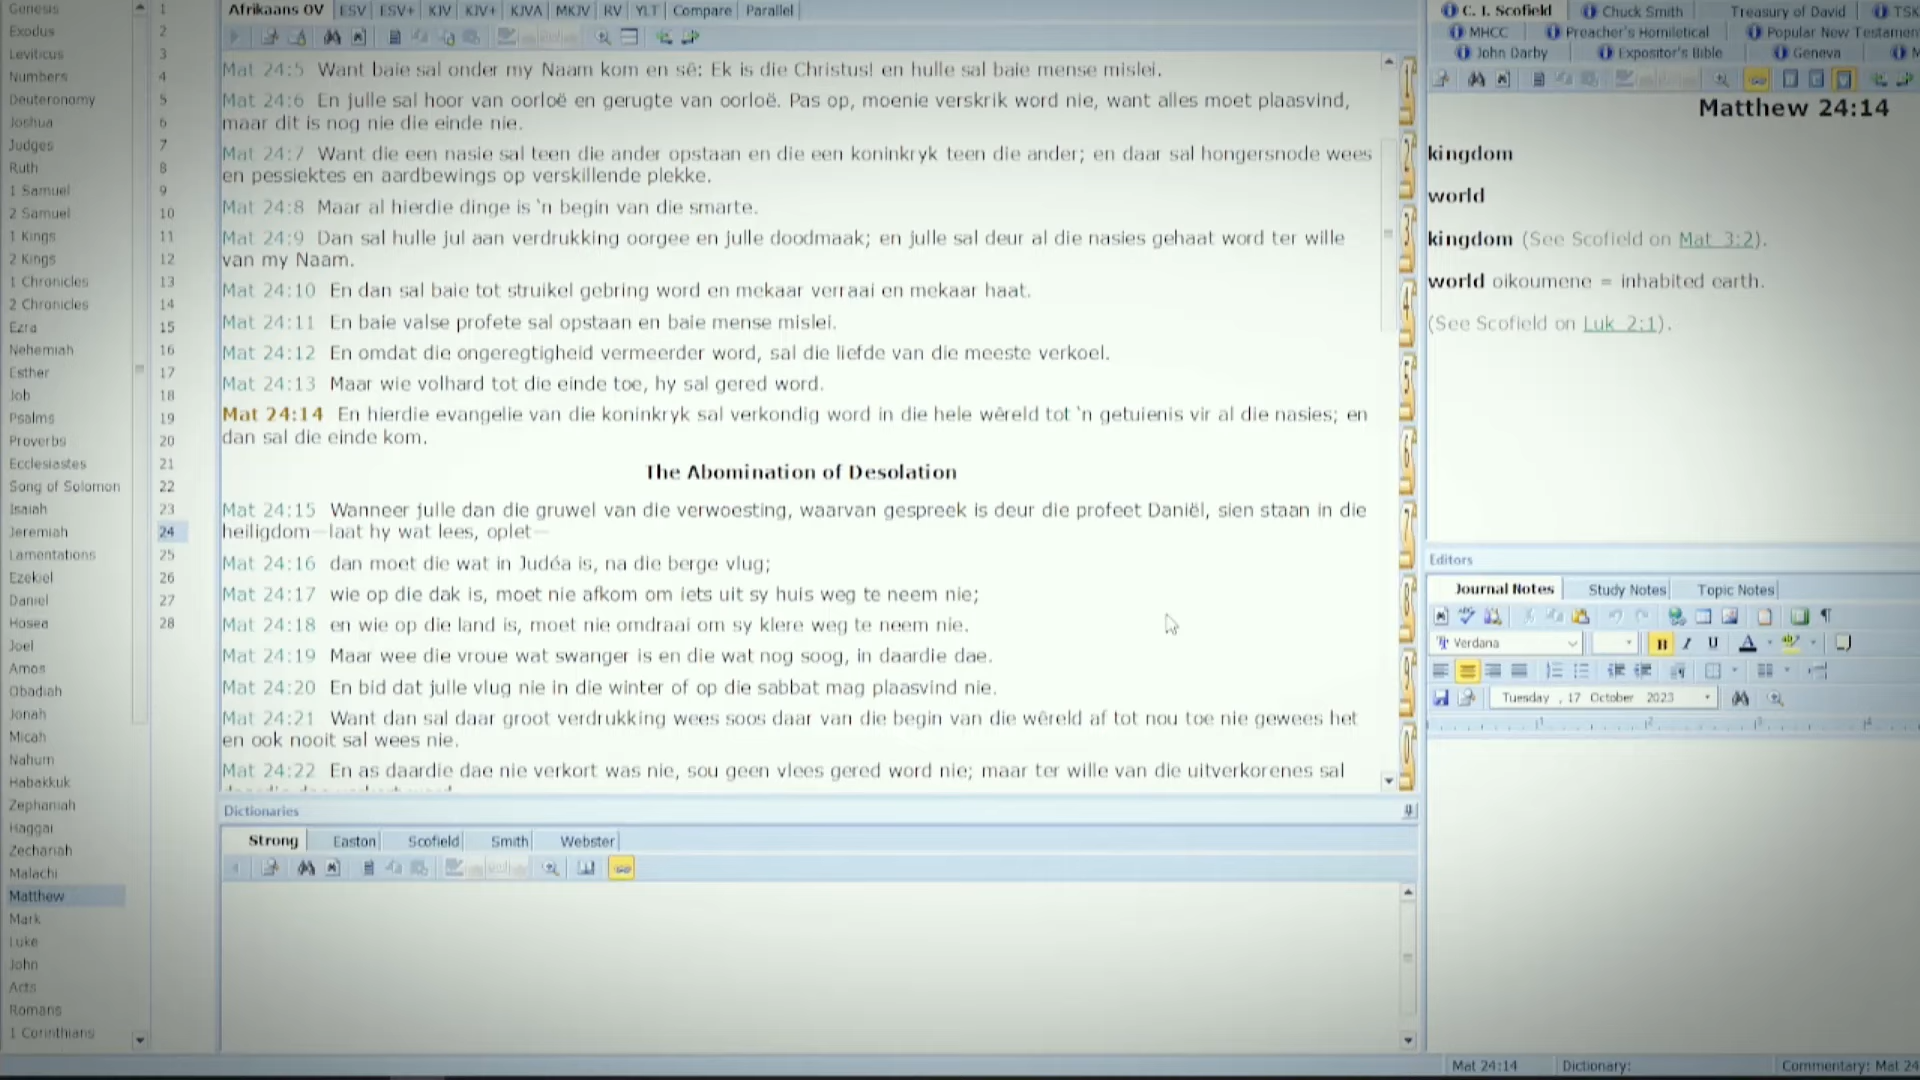 Genesis
Exodus
Leviticus
Numbers
Deuteronomy
Joshua
Judges
Ruth
1 Samuel
2 Samuel
1 Kings
2 Kings
1 Chronicles
2 Chronicles
Ezra
Nehemiah
Esther
Job
Psalms
Proverbs
Ecclesiastes
Song of Solomon
Isaiah
Jeremiah
Lamentations
Ezekiel
Daniel
Hosea
Joel
Amos
Obadiah
Jonah
Micah
Nahum
Habakkuk
Zephaniah
Haggai
Zechariah
Malachi
Matthew
Mark
Luke
John
Acts
Romans
1 Corinthians
1
2
3
4
5
6
7
8
9
10
11
12
13
14
15
16
17
18
19
20
21
22
23
24
25
26
27
28
Afrikaans OV ESV ESV+ KJV KJV+ KJVA MKJV RV YLT Compare Parallel
Mat 24:5 Want baie sal onder my Naam kom en sê: Ek is die Christus! en hulle sal baie mense mislei.
Mat 24:6 En julle sal hoor van oorloë en gerugte van oorloë. Pas op, moenie verskrik word nie, want alles moet plaasvind,
maar dit is nog nie die einde nie.
Mat 24:7 Want die een nasie sal teen die ander opstaan en die een koninkryk teen die ander; en daar sal hongersnode wees
en pessiektes en aardbewings op verskillende plekke.
Mat 24:8 Maar al hierdie dinge is 'n begin van die smarte.
Mat 24:9 Dan sal hulle jul aan verdrukking oorgee en julle doodmaak; en julle sal deur al die nasies gehaat word ter wille
van my Naam.
Mat 24:10 En dan sal baie tot struikel gebring word en mekaar verraai en mekaar haat.
Mat 24:11 En baie valse profete sal opstaan en baie mense mislei.
Mat 24:12 En omdat die ongeregtigheid vermeerder word, sal die liefde van die meeste verkoel.
Mat 24:13 Maar wie volhard tot die einde toe, hy sal gered word.
Mat 24:14 En hierdie evangelie van die koninkryk sal verkondig word in die hele wêreld tot 'n getuienis vir al die nasies; en
dan sal die einde kom.
The Abomination of Desolation
Mat 24:15 Wanneer julle dan die gruwel van die verwoesting, waarvan gespreek is deur die profeet Daniël, sien staan in die
heiligdom—laat hy wat lees, oplet—
Mat 24:16 dan moet die wat in Judéa is, na die berge vlug;
Mat 24:17 wie op die dak is, moet nie afkom om iets uit sy huis weg te neem nie;
Mat 24:18 en wie op die land is, moet nie omdraai om sy klere weg te neem nie.
Mat 24:19 Maar wee die vroue wat swanger is en die wat nog soog, in daardie dae.
Mat 24:20 En bid dat julle vlug nie in die winter of op die sabbat mag plaasvind nie.
Mat 24:21 Want dan sal daar groot verdrukking wees soos daar van die begin van die wêreld af tot nou toe nie gewees het
en ook nooit sal wees nie.
Mat 24:22 En as daardie dae nie verkort was nie, sou geen vlees gered word nie; maar ter wille van die uitverkorenes sal
1
2
3
4
5
6
7
8
9
0
Dictionaries
Strong Easton Scofield Smith Webster
C. I. Scofield Chuck Smith Treasury of David TSK
MHCC Preacher's Homiletical Popular New Testamen
John Darby Expositor's Bible Geneva
Matthew 24:14
kingdom
world
kingdom (See Scofield on Mat 3:2).
world oikoumene = inhabited earth.
(See Scofield on Luk 2:1).
Editors
Journal Notes Study Notes Topic Notes
Verdana B I U A
Tuesday , 17 October 2023
1 2 3 4
Mat 24:14 Dictionary: Commentary: Mat 24